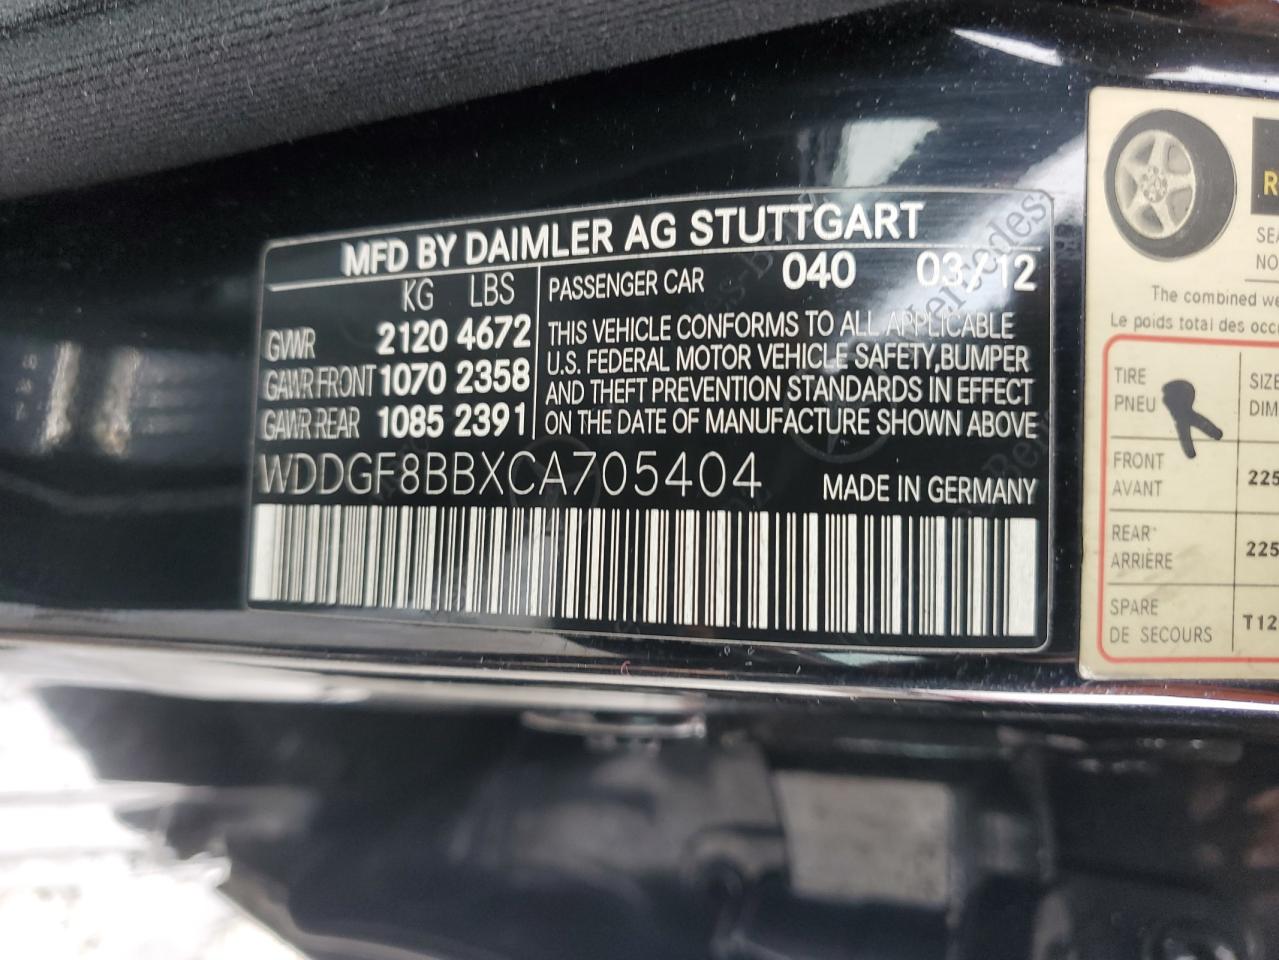 MFD BY DAIMLER AG STUTTGART
KG LBS
GVWR 2120 4672
GAWR FRONT 1070 2358
GAWR REAR 1085 2391
PASSENGER CAR 040 03/12
THIS VEHICLE CONFORMS TO ALL APPLICABLE
U.S. FEDERAL MOTOR VEHICLE SAFETY,BUMPER
AND THEFT PREVENTION STANDARDS IN EFFECT
ON THE DATE OF MANUFACTURE SHOWN ABOVE
WDDGF8BBXCA705404
MADE IN GERMANY
Mercedes-
The combined
Le poids total des
TIRE
PNEU
FRONT
AVANT
225
REAR
ARRIÈRE
225
SPARE
DE SECOURS